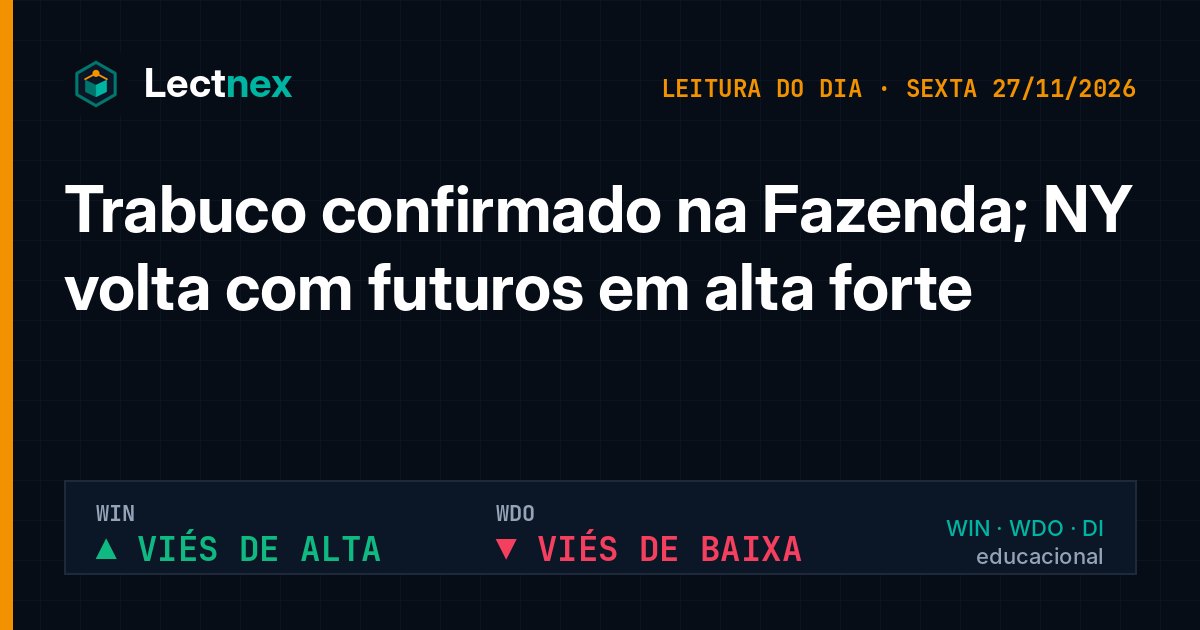 Lectnex
LEITURA DO DIA · SEXTA 27/11/2026
Trabuco confirmado na Fazenda; NY
volta com futuros em alta forte
WIN
▲ VIÉS DE ALTA
WDO
▼ VIÉS DE BAIXA
WIN · WDO · DI
educacional